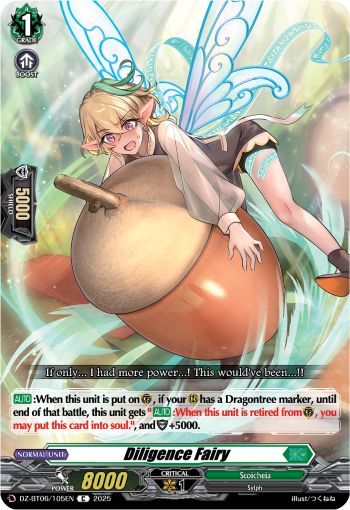 1
GRADE
BOOST
5000
SHIELD
If only... I had more power...! This would've been...!!
AUTO :When this unit is put on Ⓖ, if your Ⓥ has a Dragontree marker, until
end of that battle, this unit gets "AUTO :When this unit is retired from Ⓖ, you
may put this card into soul.", and +5000.
NORMAL UNIT
Diligence Fairy
POWER
8000
CRITICAL
1
Stoicheia
Sylph
DZ-BT06/105EN C 2025
illust/つくねね